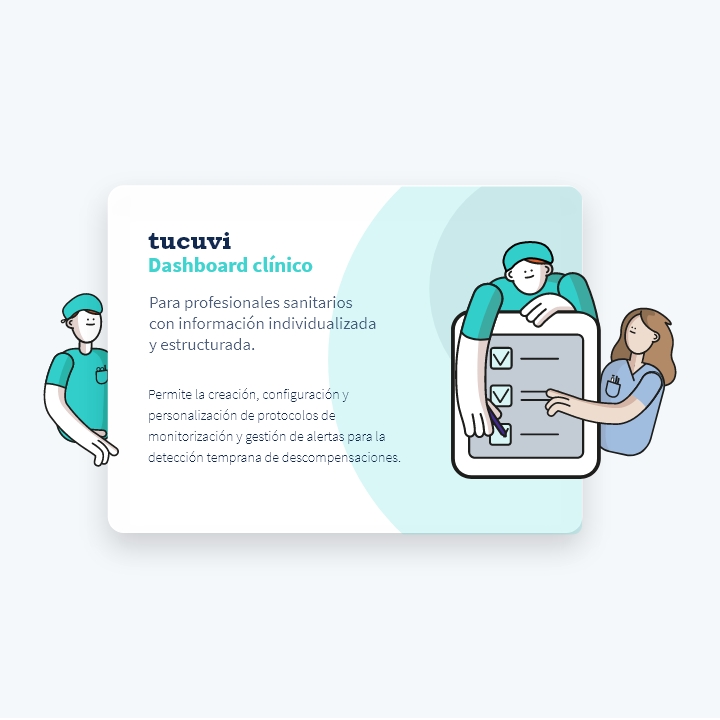 tucuvi
Dashboard clínico
Para profesionales sanitarios
con información individualizada
y estructurada.
Permite la creación, configuración y
personalización de protocolos de
monitorización y gestión de alertas para la
detección temprana de descompensaciones.